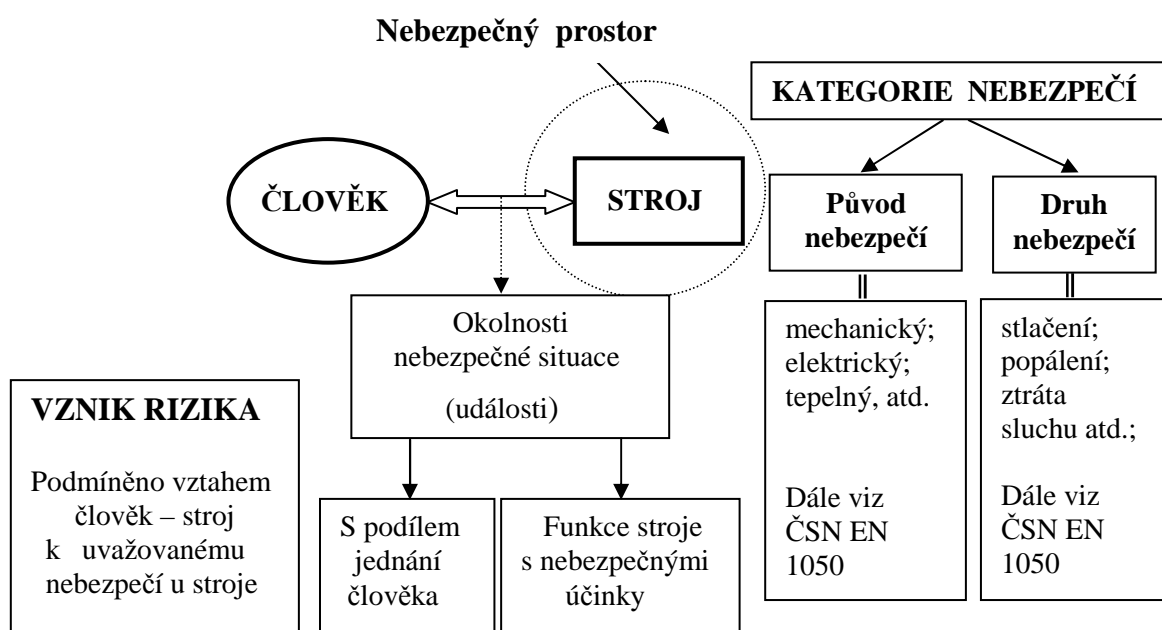 Nebezpečný prostor
KATEGORIE NEBEZPEČÍ
ČLOVĚK
STROJ
Původ
nebezpečí
Druh
nebezpečí
Okolnosti
nebezpečné situace
(události)
mechanický;
elektrický;
tepelný, atd.
Dále viz
ČSN EN
1050
stlačení;
popálení;
ztráta
sluchu atd.;
Dále viz
ČSN EN
1050
VZNIK RIZIKA
Podmíněno vztahem
člověk – stroj
k uvažovanému
nebezpečí u stroje
S podílem
jednání
člověka
Funkce stroje
s nebezpečnými
účinky